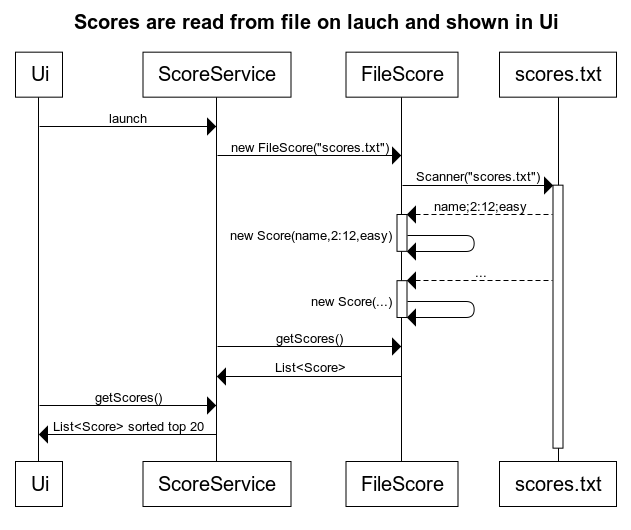 Scores are read from file on lauch and shown in Ui
Ui ScoreService FileScore scores.txt
launch
new FileScore("scores.txt")
Scanner("scores.txt")
name;2:12;easy
new Score(name,2:12,easy)
...
new Score(...)
getScores()
List<Score>
getScores()
List<Score> sorted top 20
Ui ScoreService FileScore scores.txt